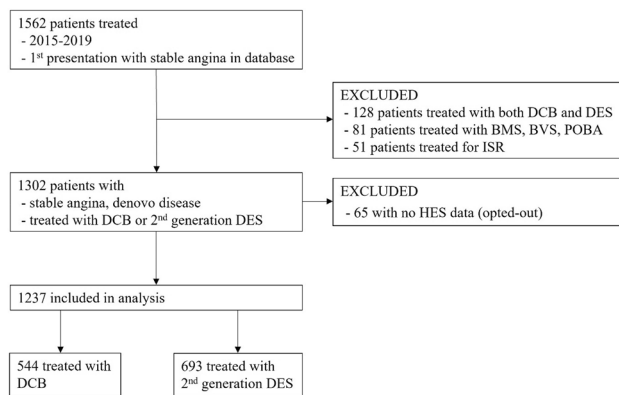 1562 patients treated
- 2015-2019
- 1st presentation with stable angina in database
EXCLUDED
- 128 patients treated with both DCB and DES
- 81 patients treated with BMS, BVS, POBA
- 51 patients treated for ISR
1302 patients with
- stable angina, denovo disease
- treated with DCB or 2nd generation DES
EXCLUDED
- 65 with no HES data (opted-out)
1237 included in analysis
544 treated with
DCB
693 treated with
2nd generation DES